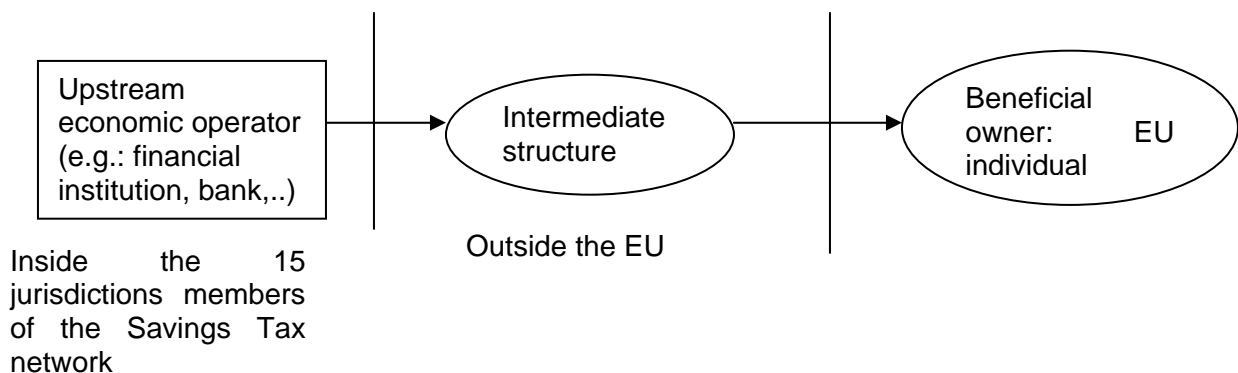 Upstream
economic operator
(e.g.: financial
institution, bank,..)
Inside the 15
jurisdictions members
of the Savings Tax
network
Intermediate
structure
Outside the EU
Beneficial
owner: EU
individual